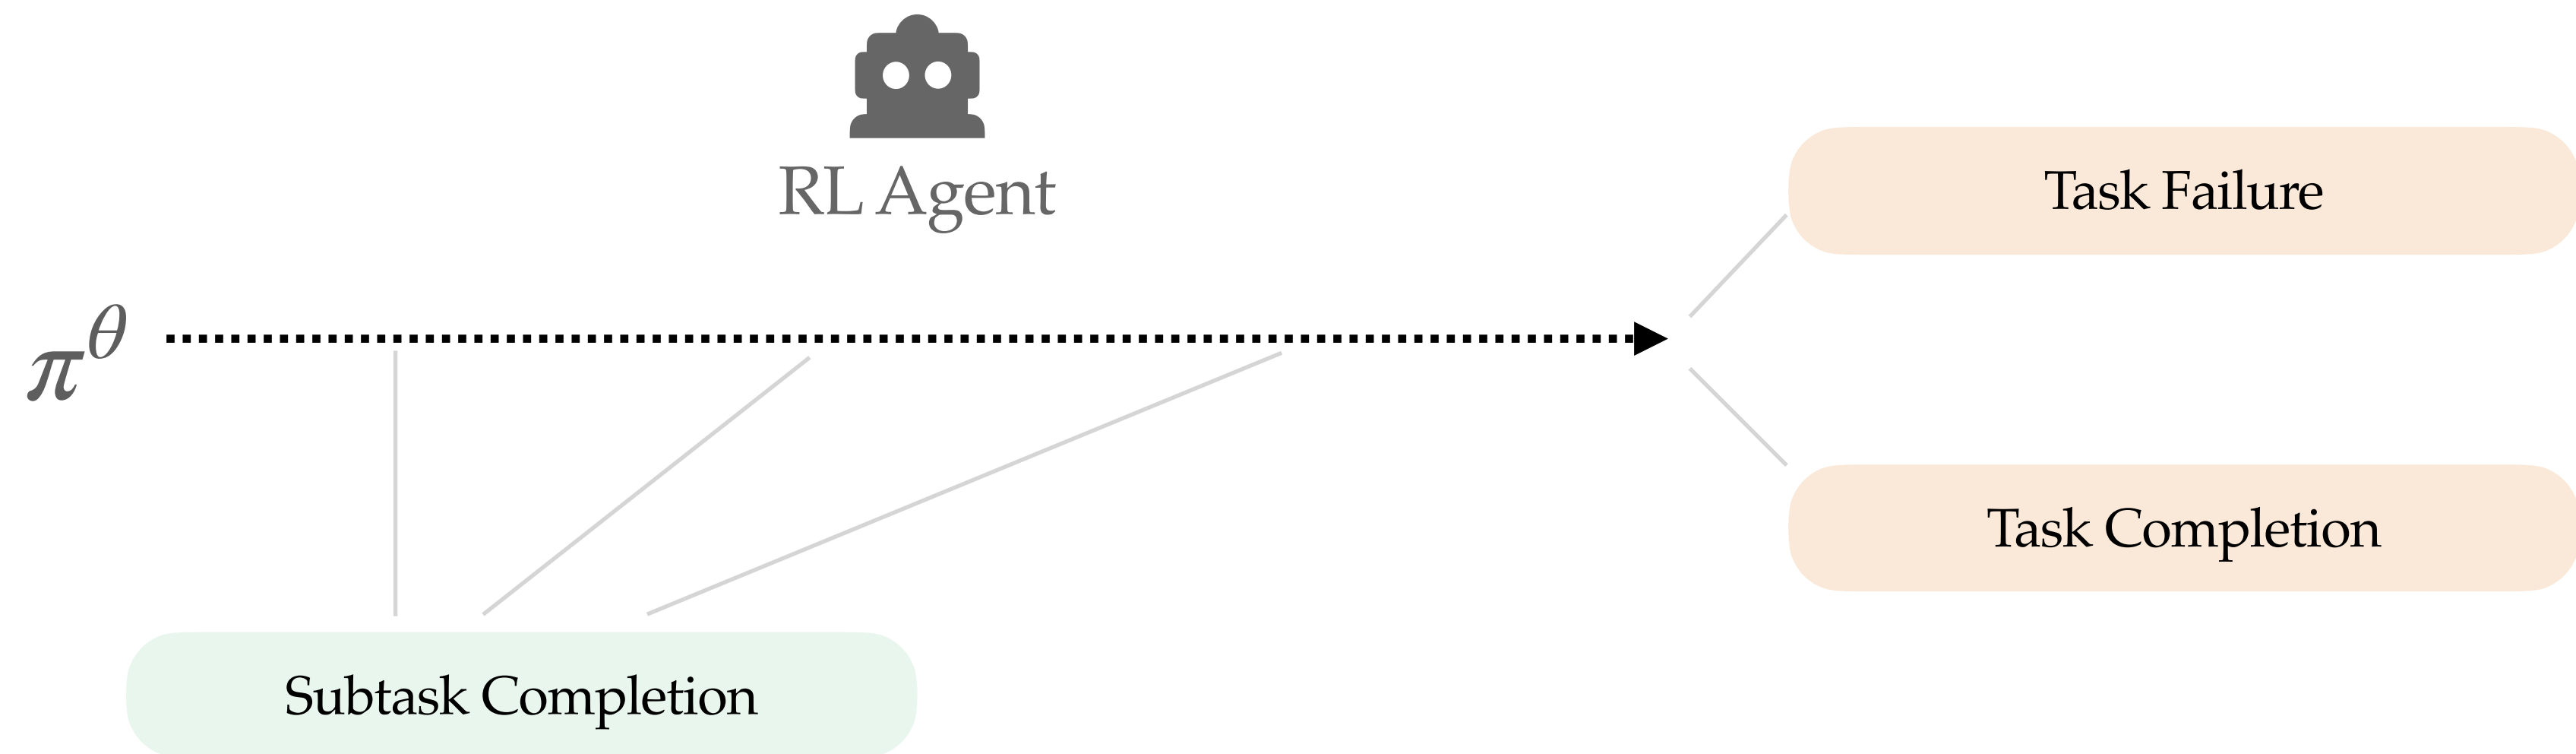 RL Agent
Task Failure
π^θ
Task Completion
Subtask Completion